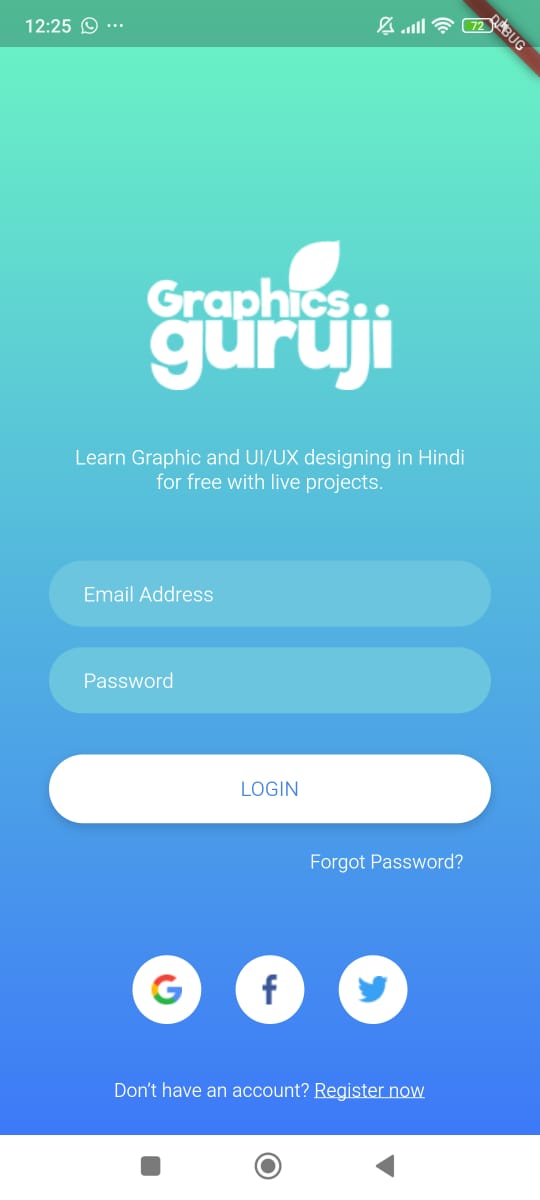 12:25
72
DEBUG
Graphics
guruji
Learn Graphic and UI/UX designing in Hindi
for free with live projects.
Email Address
Password
LOGIN
Forgot Password?
G f
Don't have an account? Register now